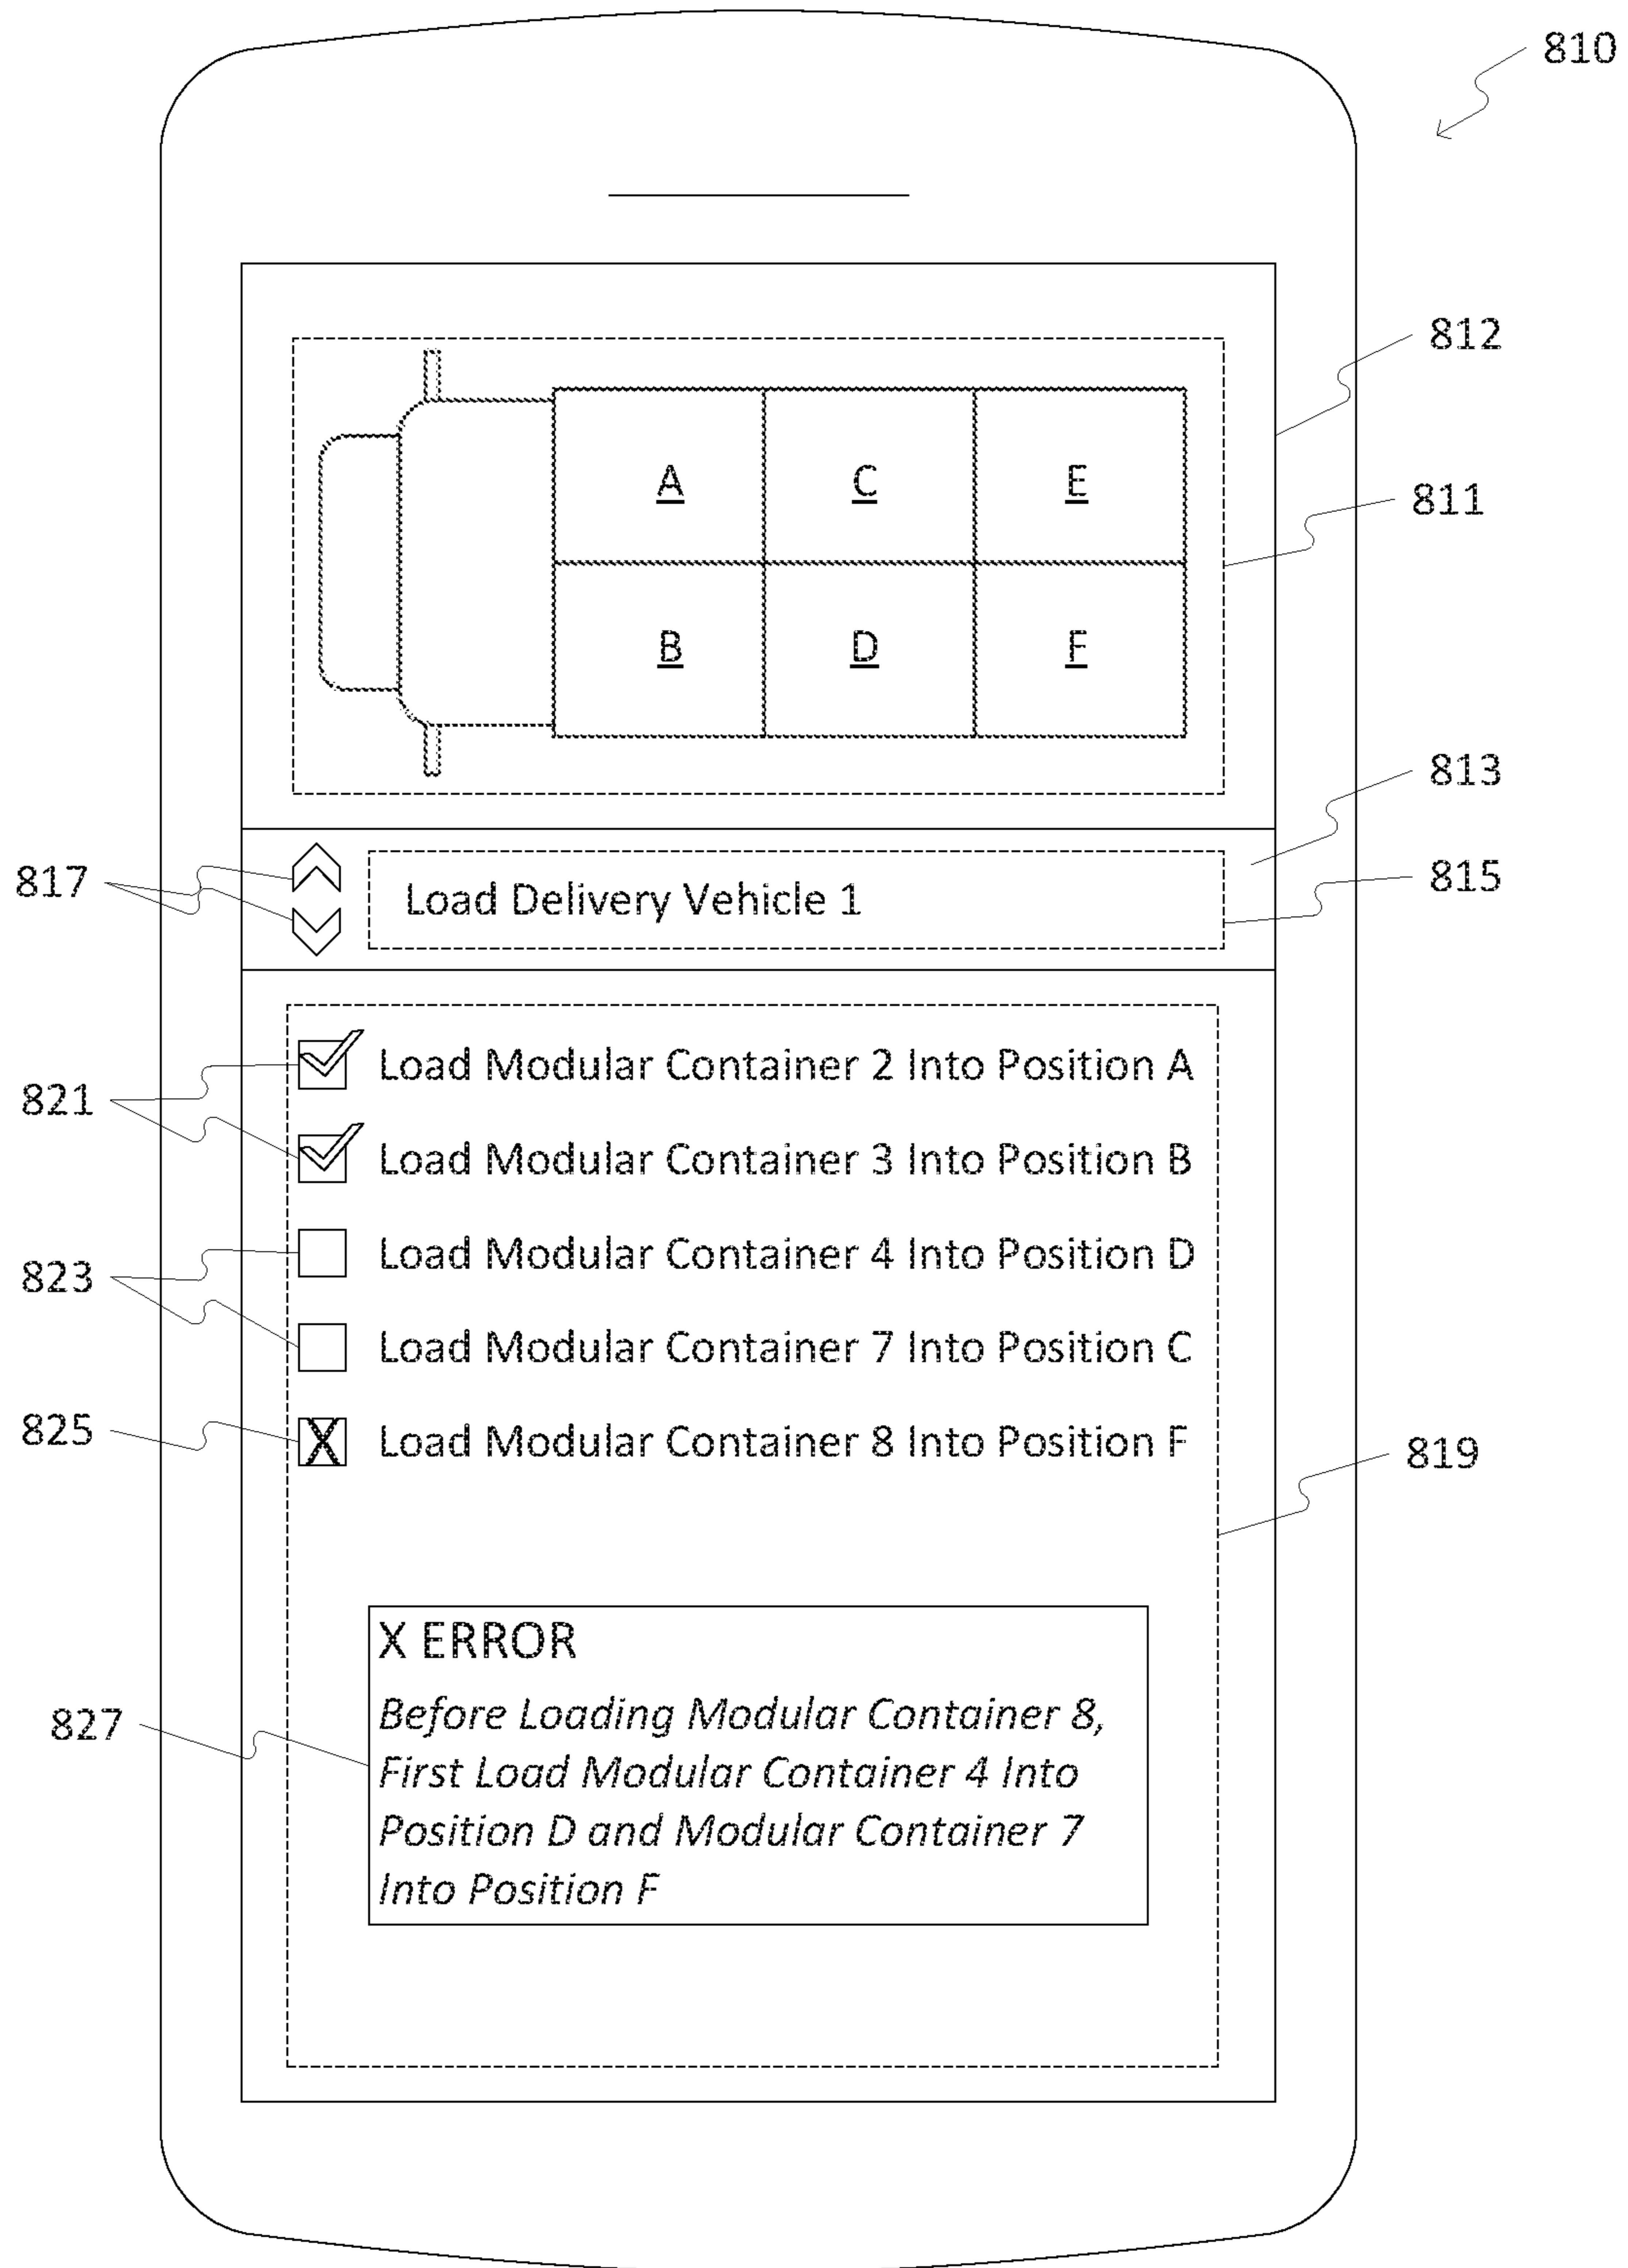 810
812
A C E
811
B D F
813
817
Load Delivery Vehicle 1
815
Load Modular Container 2 Into Position A
821
Load Modular Container 3 Into Position B
Load Modular Container 4 Into Position D
823
Load Modular Container 7 Into Position C
825
X Load Modular Container 8 Into Position F
819
X ERROR
Before Loading Modular Container 8,
827
First Load Modular Container 4 Into
Position D and Modular Container 7
Into Position F